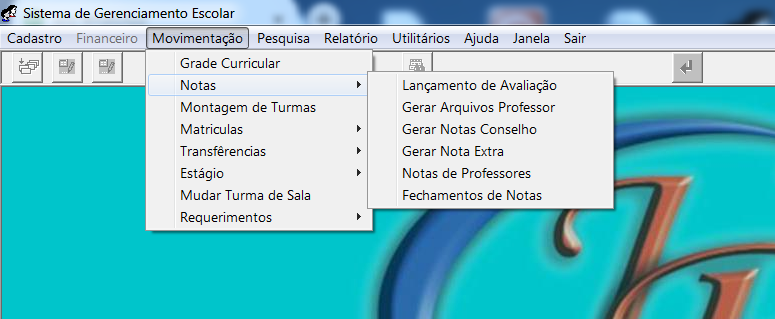 Sistema de Gerenciamento Escolar
Cadastro Financeiro Movimentação Pesquisa Relatório Utilitários Ajuda Janela Sair
Grade Curricular
Notas
Montagem de Turmas
Matriculas
Transfêrencias
Estágio
Mudar Turma de Sala
Requerimentos
Lançamento de Avaliação
Gerar Arquivos Professor
Gerar Notas Conselho
Gerar Nota Extra
Notas de Professores
Fechamentos de Notas